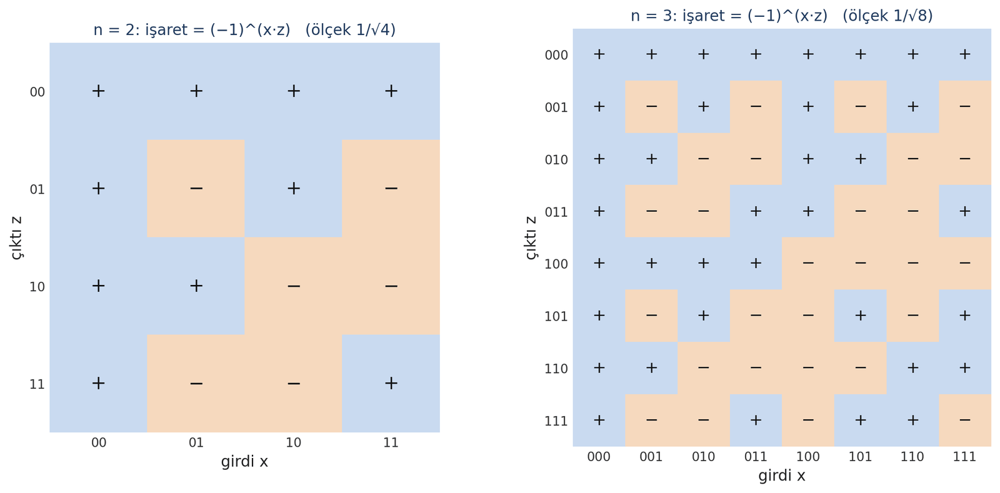 n = 2: işaret = (−1)^(x·z)   (ölçek 1/√4)
çıktı z
00 + + + +
01 + − + −
10 + + − −
11 + − − +
00 01 10 11
girdi x
n = 3: işaret = (−1)^(x·z)   (ölçek 1/√8)
çıktı z
000 + + + + + + + +
001 + − + − + − + −
010 + + − − + + − −
011 + − − + + − − +
100 + + + + − − − −
101 + − + − − + − +
110 + + − − − − + +
111 + − − + − + + −
000 001 010 011 100 101 110 111
girdi x